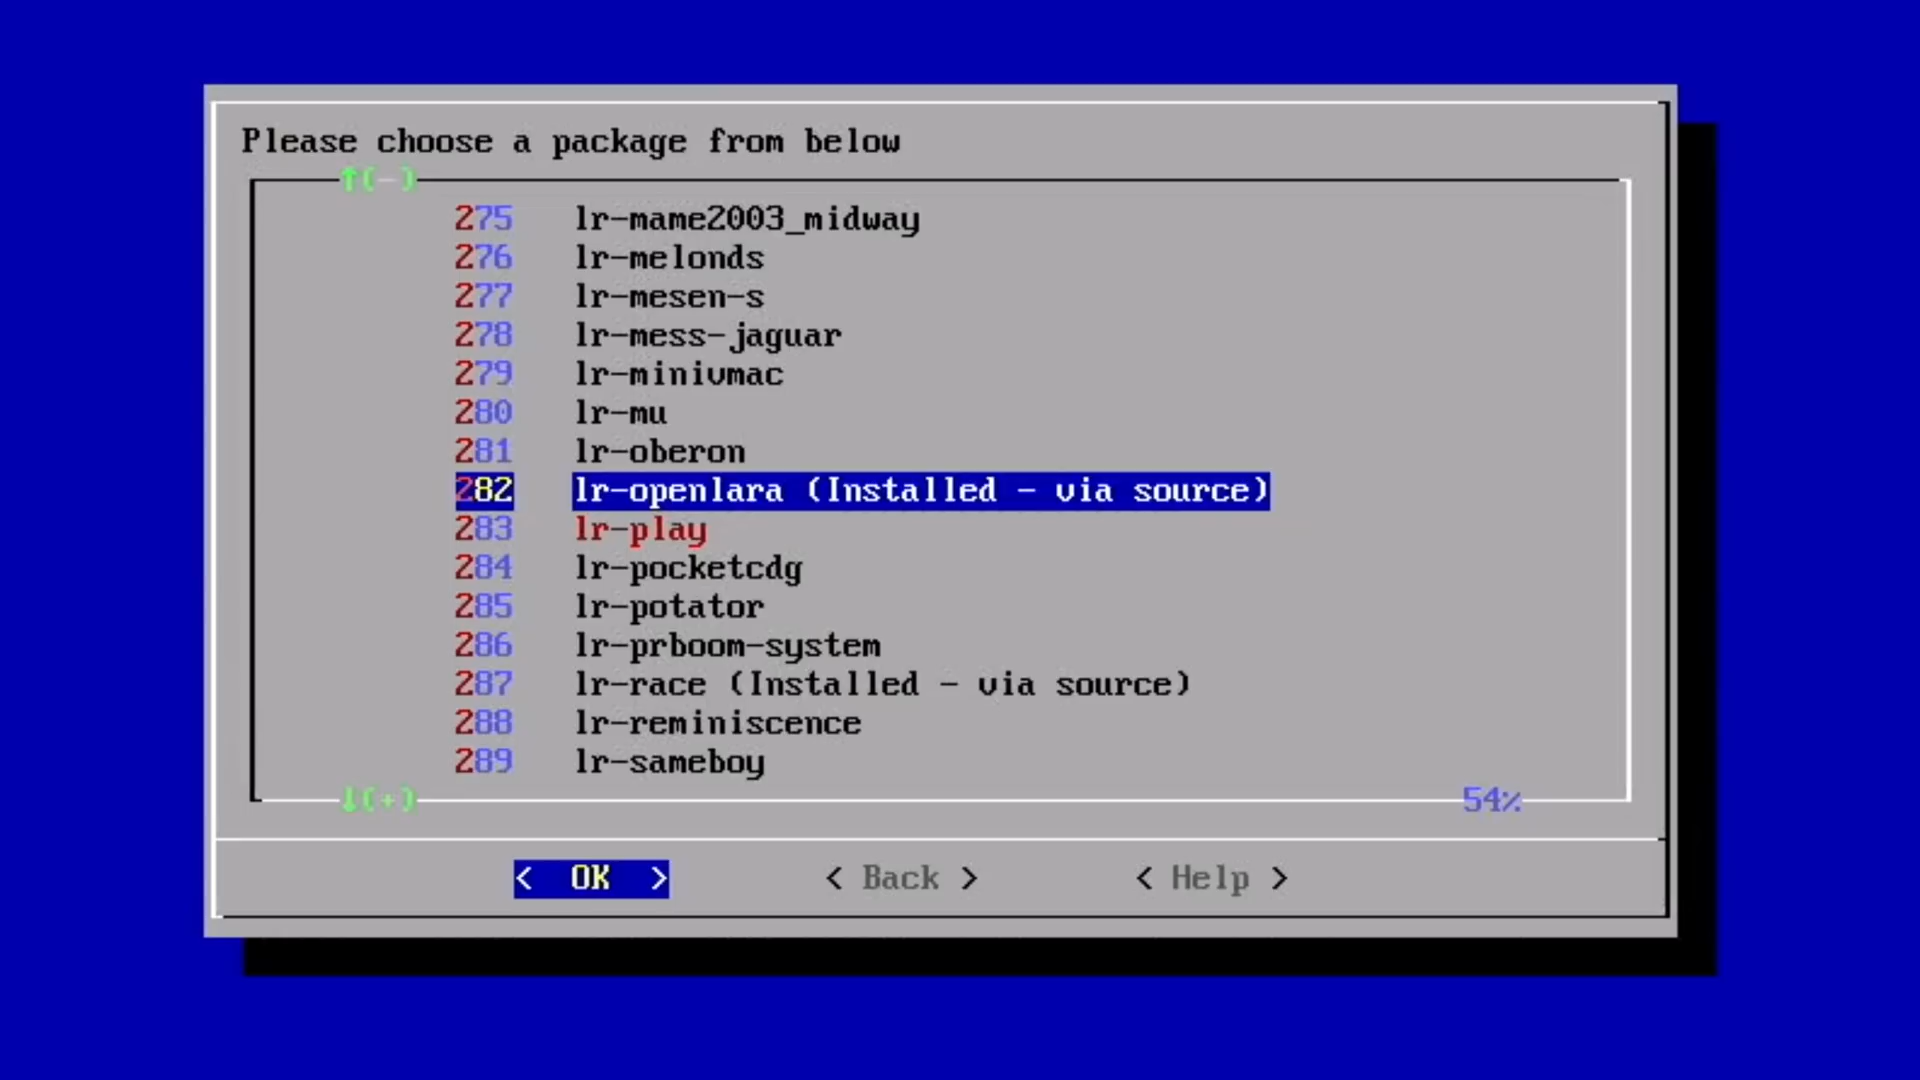 Please choose a package from below
↑(-)
275 lr-mame2003_midway
276 lr-melonds
277 lr-mesen-s
278 lr-mess-jaguar
279 lr-minivmac
280 lr-mu
281 lr-oberon
282 lr-openlara (Installed - via source)
283 lr-play
284 lr-pocketcdg
285 lr-potator
286 lr-prboom-system
287 lr-race (Installed - via source)
288 lr-reminiscence
289 lr-sameboy
↓(+) 54%
< OK > < Back > < Help >